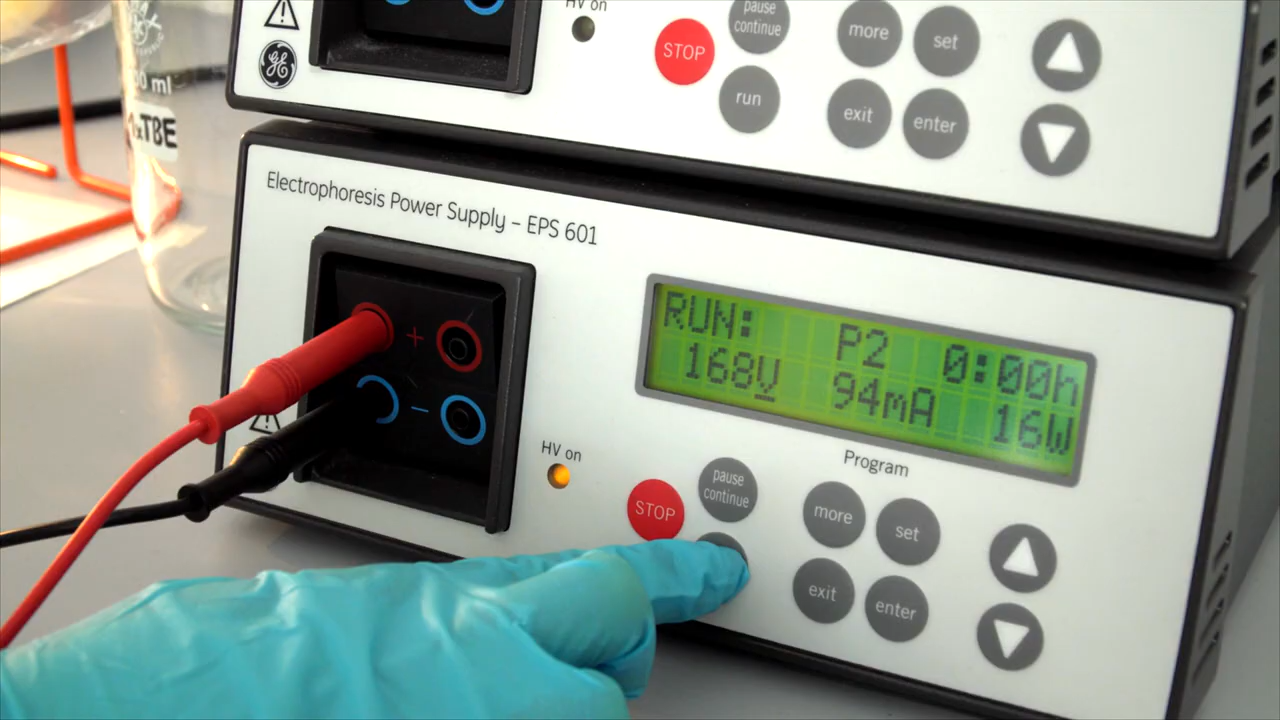 HV on
pause
continue
STOP
run
more
set
exit
enter
GE
TBE
Electrophoresis Power Supply – EPS 601
+
−
HV on
RUN: P2 0:00h
168V 94mA 16W
Program
STOP
pause
continue
more
set
exit
enter